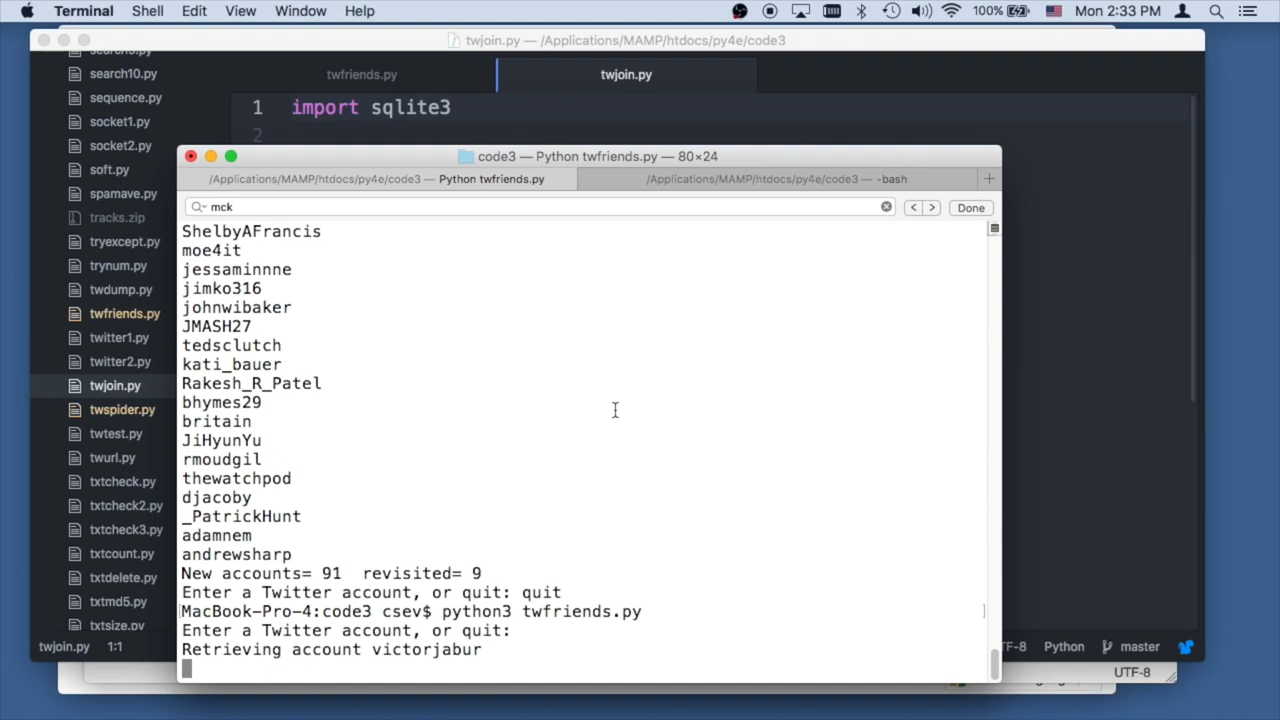 Terminal Shell Edit View Window Help 100% Mon 2:33 PM
twjoin.py — /Applications/MAMP/htdocs/py4e/code3
search10.py
sequence.py
socket1.py
socket2.py
soft.py
spamave.py
tracks.zip
tryexcept.py
trynum.py
twdump.py
twfriends.py
twitter1.py
twitter2.py
twjoin.py
twspider.py
twtest.py
twurl.py
txtcheck.py
txtcheck2.py
txtcheck3.py
txtcount.py
txtdelete.py
txtmd5.py
txtsize.py
twfriends.py twjoin.py
1 import sqlite3
2
code3 — Python twfriends.py — 80×24
/Applications/MAMP/htdocs/py4e/code3 — Python twfriends.py /Applications/MAMP/htdocs/py4e/code3 — -bash +
mck < > Done
ShelbyAFrancis
moe4it
jessaminnne
jimko316
johnwibaker
JMASH27
tedsclutch
kati_bauer
Rakesh_R_Patel
bhymes29
britain
JiHyunYu
rmoudgil
thewatchpod
djacoby
_PatrickHunt
adamnem
andrewsharp
New accounts= 91 revisited= 9
Enter a Twitter account, or quit: quit
MacBook-Pro-4:code3 csev$ python3 twfriends.py
Enter a Twitter account, or quit:
Retrieving account victorjabur
twjoin.py 1:1 TF-8 Python master
UTF-8